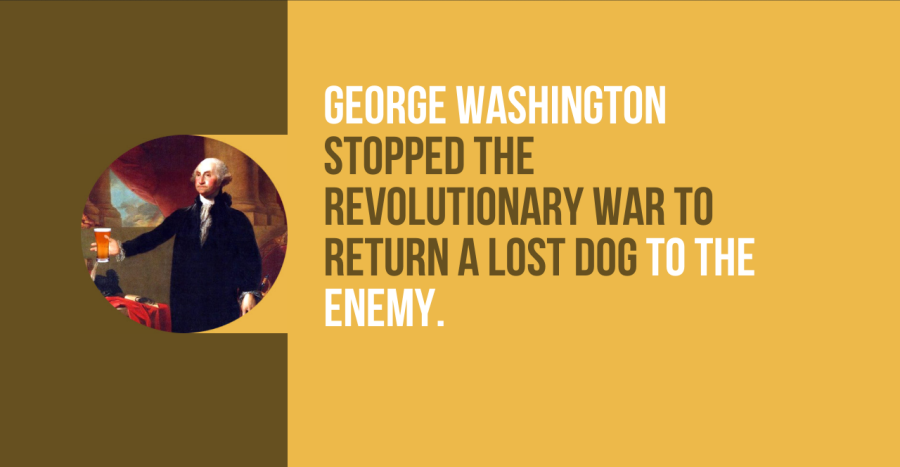 GEORGE WASHINGTON
STOPPED THE
REVOLUTIONARY WAR TO
RETURN A LOST DOG TO THE
ENEMY.